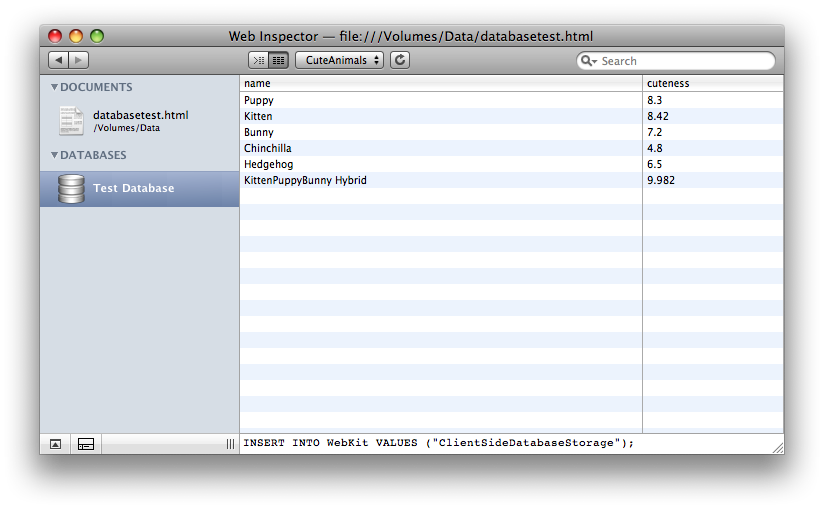 Web Inspector — file:///Volumes/Data/databasetest.html
CuteAnimals
Search
DOCUMENTS
databasetest.html
/Volumes/Data
DATABASES
Test Database
name cuteness
Puppy 8.3
Kitten 8.42
Bunny 7.2
Chinchilla 4.8
Hedgehog 6.5
KittenPuppyBunny Hybrid 9.982
INSERT INTO WebKit VALUES ("ClientSideDatabaseStorage");